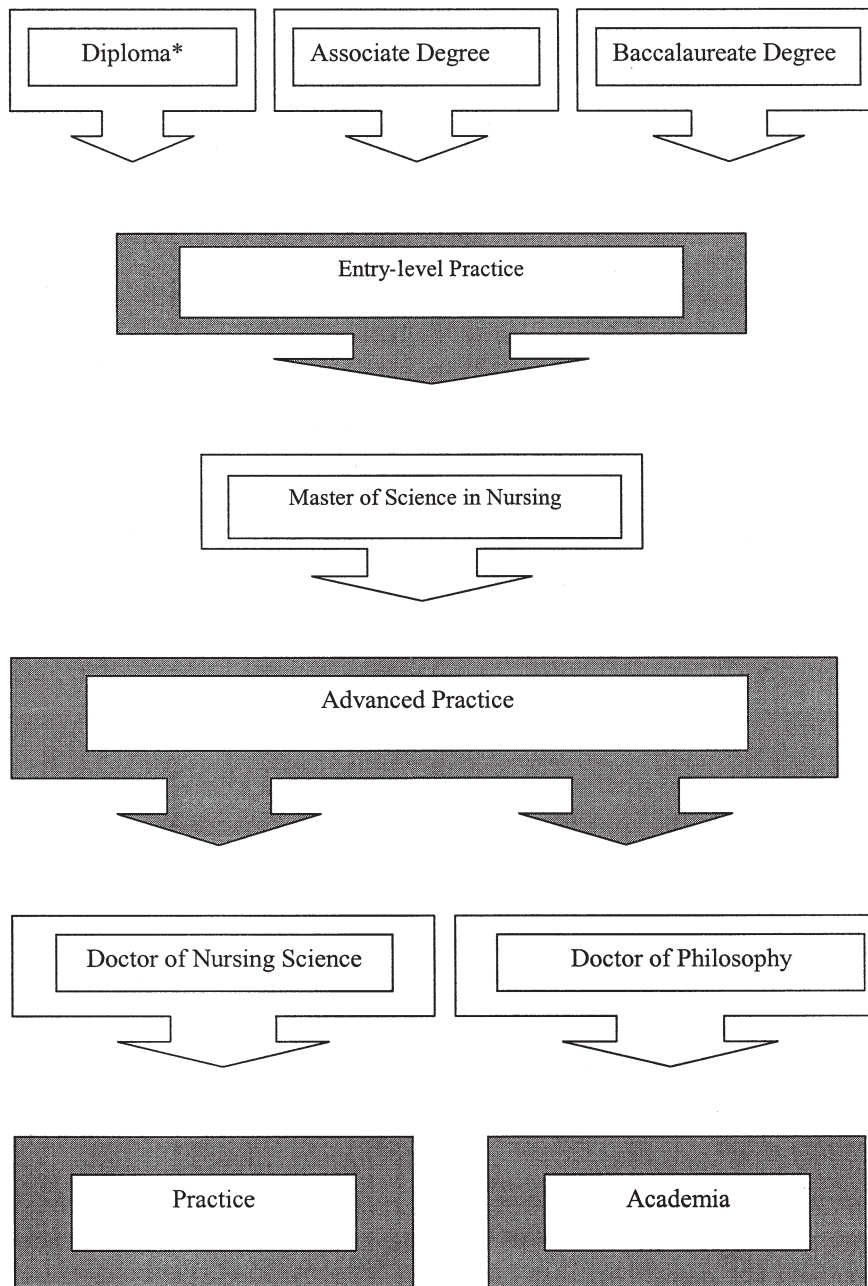 Diploma*
Associate Degree
Baccalaureate Degree
Entry-level Practice
Master of Science in Nursing
Advanced Practice
Doctor of Nursing Science
Doctor of Philosophy
Practice
Academia